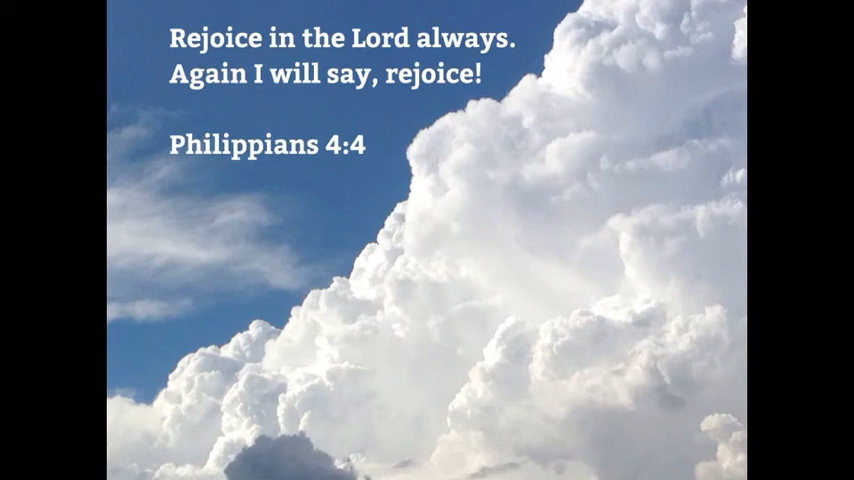 Rejoice in the Lord always.
Again I will say, rejoice!
Philippians 4:4